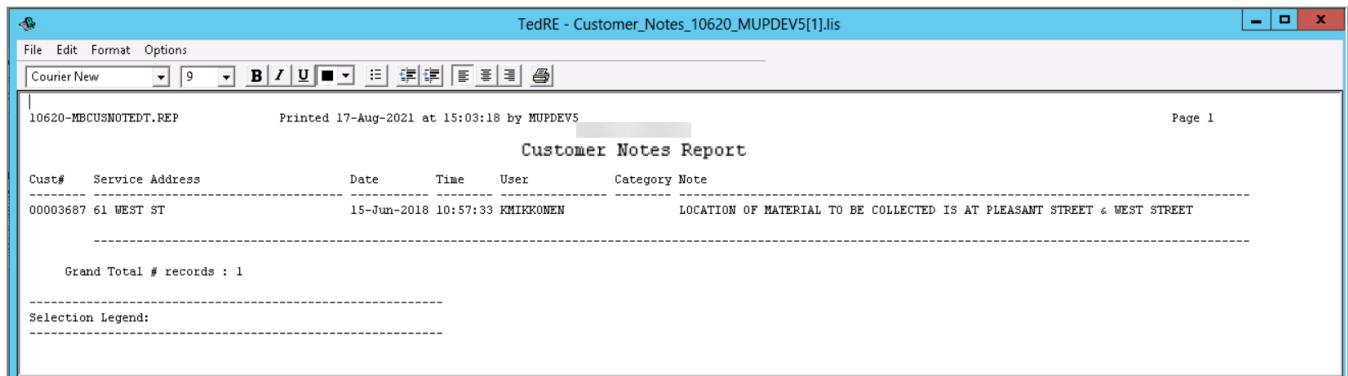 TedRE - Customer_Notes_10620_MUPDEV5[1].lis
File Edit Format Options
Courier New 9 B I U
10620-MBCUSNOTEDT.REP Printed 17-Aug-2021 at 15:03:18 by MUPDEV5 Page 1
Customer Notes Report
Cust# Service Address Date Time User Category Note
00003687 61 WEST ST 15-Jun-2018 10:57:33 KMIKKONEN LOCATION OF MATERIAL TO BE COLLECTED IS AT PLEASANT STREET & WEST STREET
Grand Total # records : 1
Selection Legend: